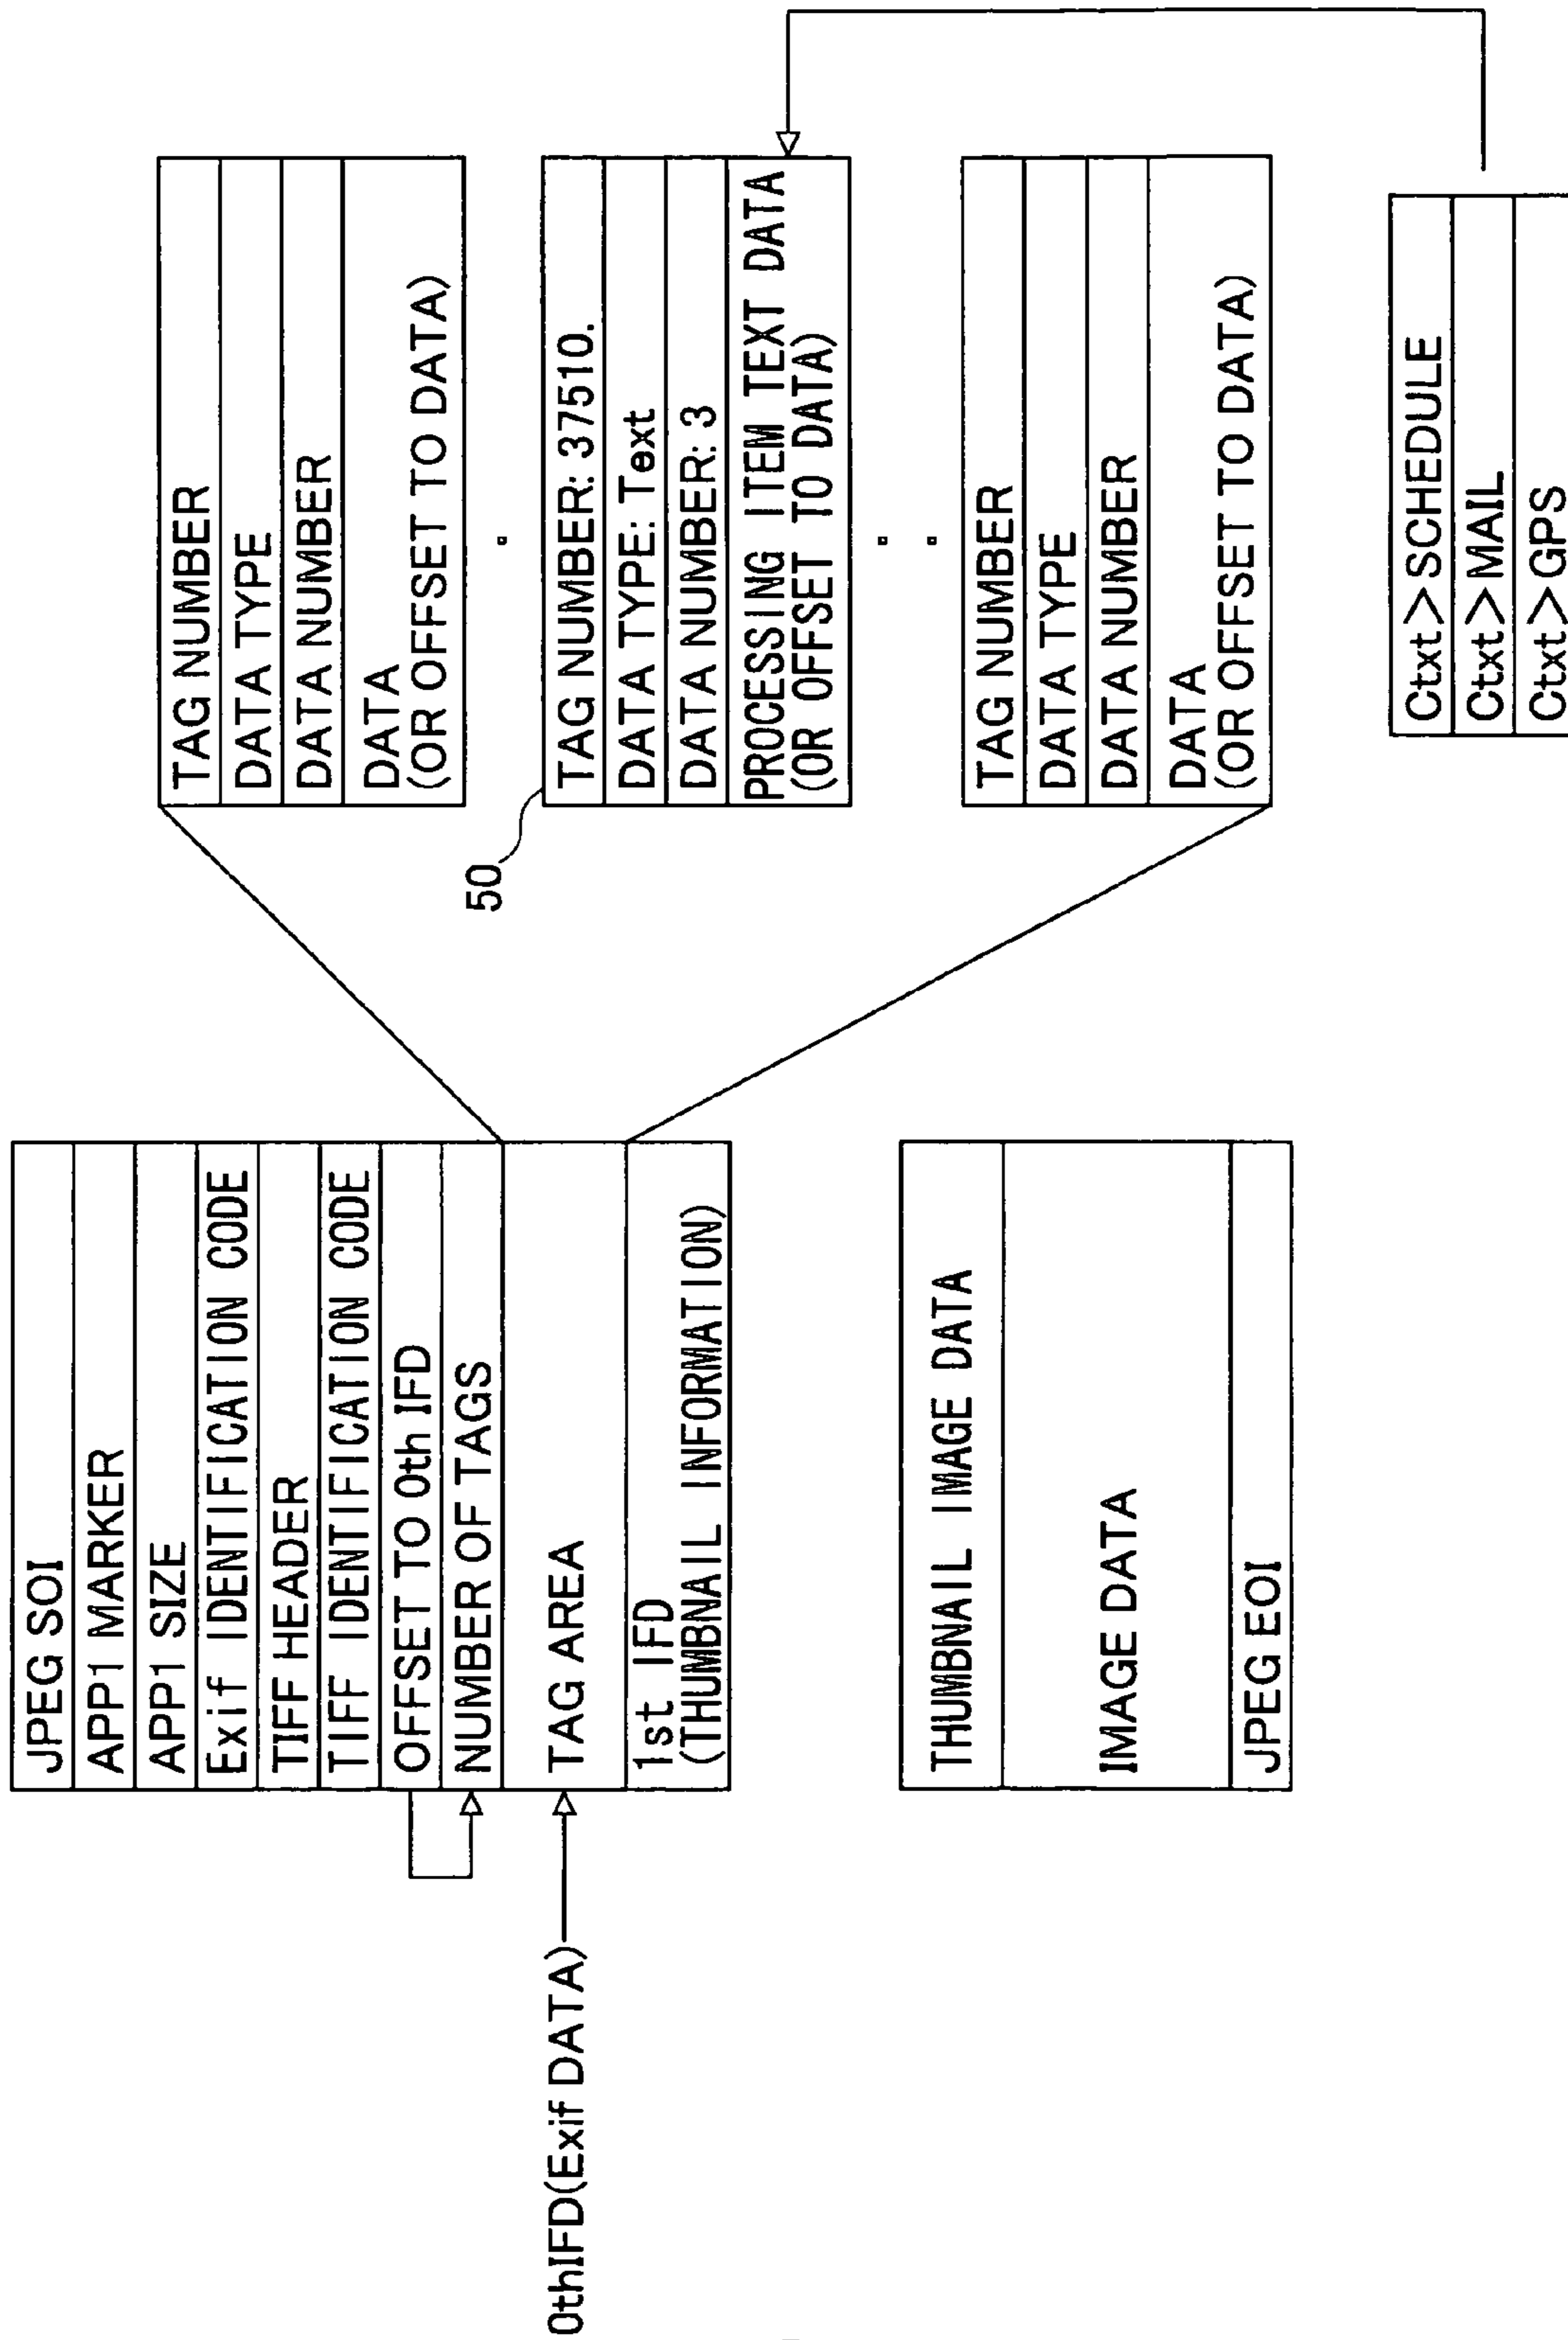 JPEG SOI
APP1 MARKER
APP1 SIZE
Exif IDENTIFICATION CODE
TIFF HEADER
TIFF IDENTIFICATION CODE
OFFSET TO 0th IFD
NUMBER OF TAGS
TAG AREA
1st IFD
(THUMBNAIL INFORMATION)
0thIFD(Exif DATA)
THUMBNAIL IMAGE DATA
IMAGE DATA
JPEG EOI
TAG NUMBER
DATA TYPE
DATA NUMBER
DATA
(OR OFFSET TO DATA)
50
TAG NUMBER: 37510.
DATA TYPE: Text
DATA NUMBER: 3
PROCESSING ITEM TEXT DATA
(OR OFFSET TO DATA)
TAG NUMBER
DATA TYPE
DATA NUMBER
DATA
(OR OFFSET TO DATA)
Ctxt>SCHEDULE
Ctxt>MAIL
Ctxt>GPS